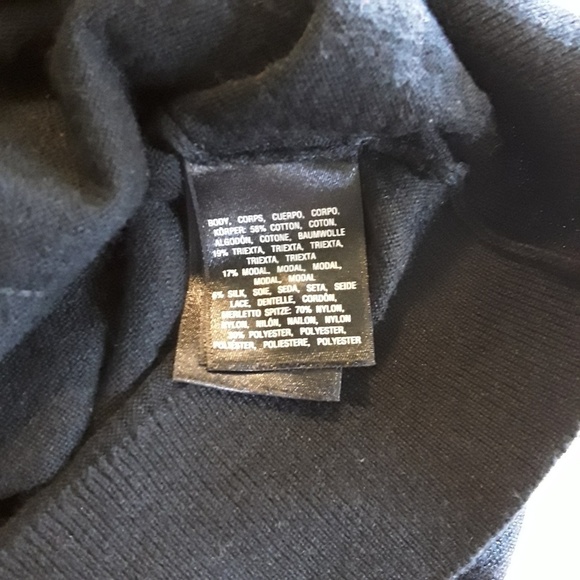 BODY, CORPS, CUERPO, CORPO,
KÖRPER: 58% COTTON, COTON,
ALGODÓN, COTONE, BAUMWOLLE
19% TRIEXTA, TRIEXTA, TRIEXTA,
TRIEXTA, TRIEXTA
17% MODAL, MODAL, MODAL,
MODAL, MODAL
6% SILK, SOIE, SEDA, SETA, SEIDE
LACE, DENTELLE, CORDÓN,
MERLETTO SPITZE: 70% NYLON,
NYLON, NILÓN, NAILON, NYLON
30% POLYESTER, POLYESTER,
POLIÉSTER, POLIESTERE, POLYESTER